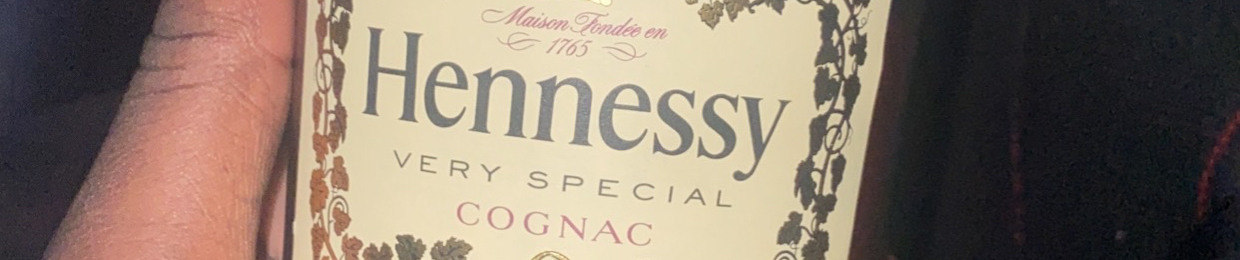 Maison Fondée en
1765
Hennessy
VERY SPECIAL
COGNAC